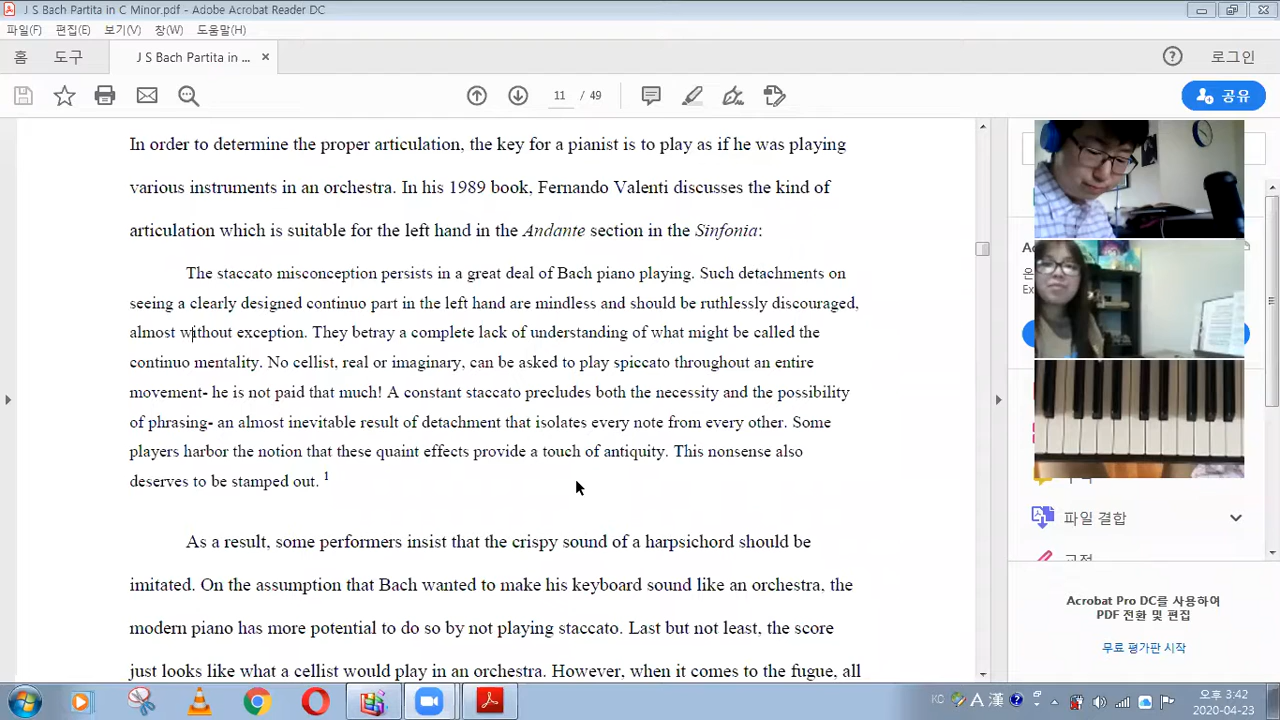 J S Bach Partita in C Minor.pdf - Adobe Acrobat Reader DC
파일(F) 편집(E) 보기(V) 창(W) 도움말(H)
홈 도구 J S Bach Partita in ... × 로그인
11 / 49 공유
In order to determine the proper articulation, the key for a pianist is to play as if he was playing
various instruments in an orchestra. In his 1989 book, Fernando Valenti discusses the kind of
articulation which is suitable for the left hand in the Andante section in the Sinfonia:
The staccato misconception persists in a great deal of Bach piano playing. Such detachments on
seeing a clearly designed continuo part in the left hand are mindless and should be ruthlessly discouraged,
almost without exception. They betray a complete lack of understanding of what might be called the
continuo mentality. No cellist, real or imaginary, can be asked to play spiccato throughout an entire
movement- he is not paid that much! A constant staccato precludes both the necessity and the possibility
of phrasing- an almost inevitable result of detachment that isolates every note from every other. Some
players harbor the notion that these quaint effects provide a touch of antiquity. This nonsense also
deserves to be stamped out. 1
As a result, some performers insist that the crispy sound of a harpsichord should be
imitated. On the assumption that Bach wanted to make his keyboard sound like an orchestra, the
modern piano has more potential to do so by not playing staccato. Last but not least, the score
just looks like what a cellist would play in an orchestra. However, when it comes to the fugue, all
파일 결합
Acrobat Pro DC를 사용하여
PDF 전환 및 편집
무료 평가판 시작
KC A 漢
오후 3:42
2020-04-23